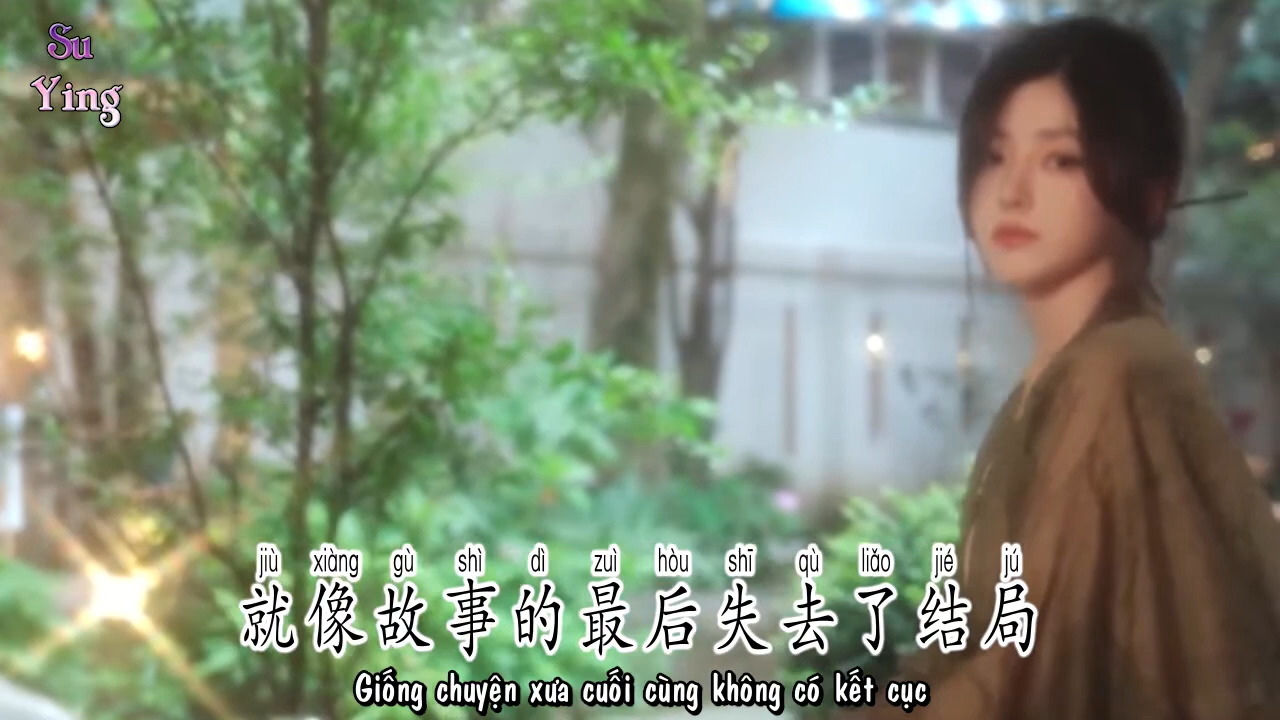 Su
Ying
jiù xiàng gù shì dì zuì hòu shī qù liǎo jié jú
就像故事的最后失去了结局
Giống chuyện xưa cuối cùng không có kết cục